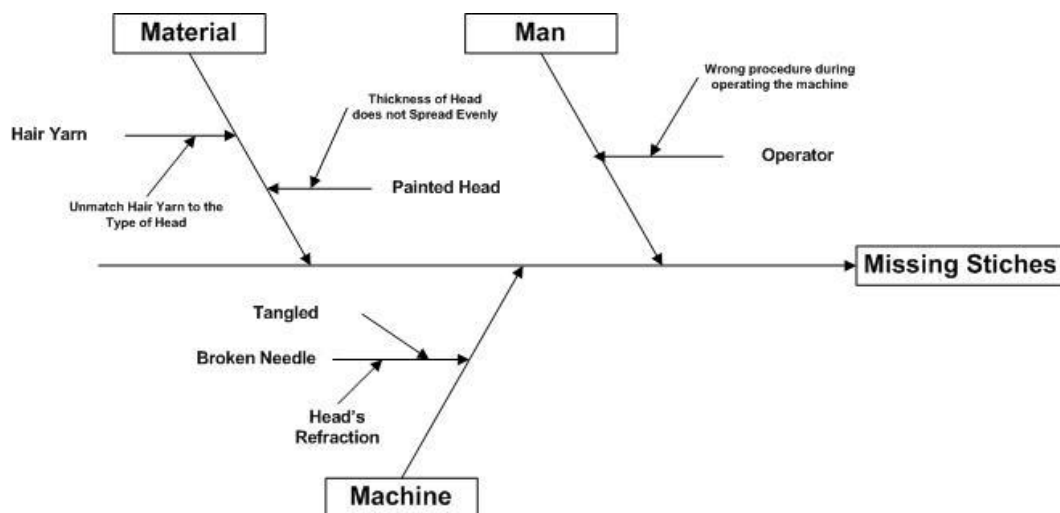 Material
Man
Wrong procedure during
operating the machine
Thickness of Head
does not Spread Evenly
Hair Yarn
Operator
Painted Head
Unmatch Hair Yarn to the
Type of Head
Missing Stiches
Tangled
Broken Needle
Head's
Refraction
Machine